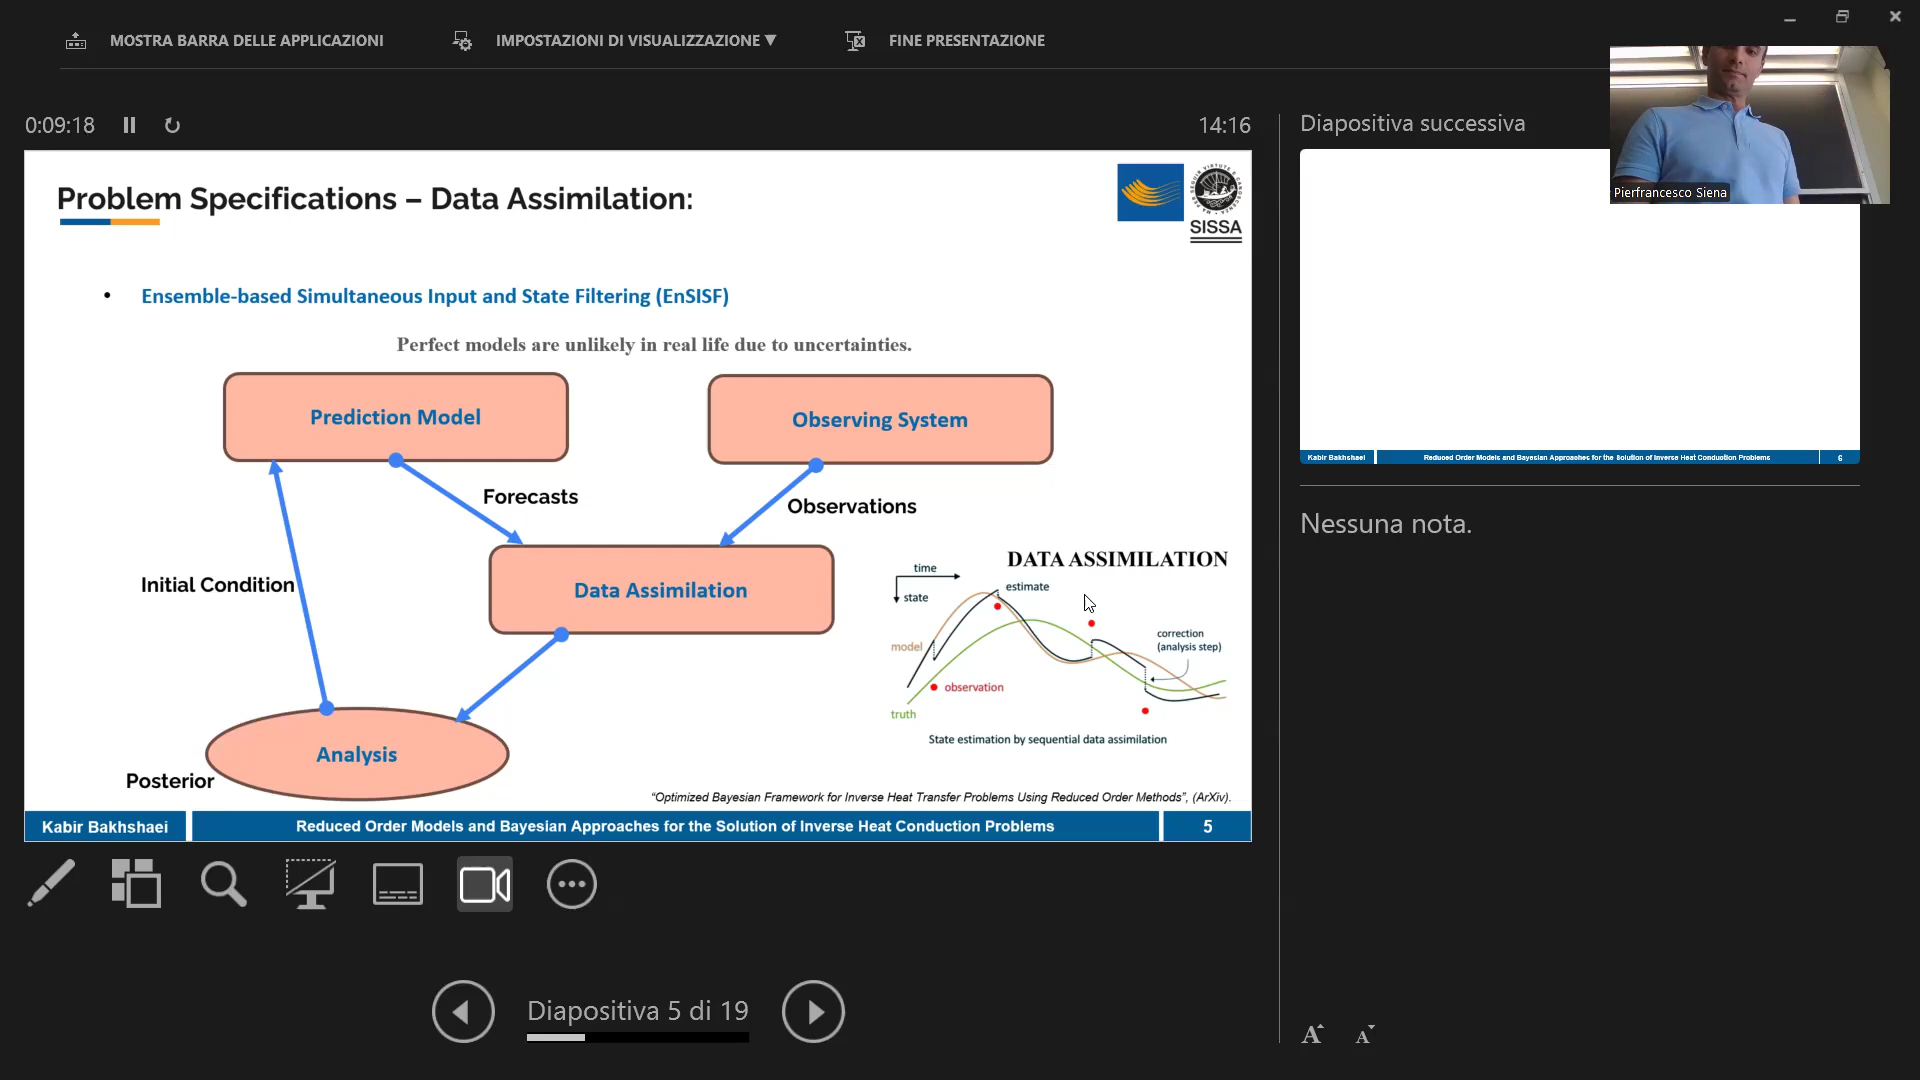 MOSTRA BARRA DELLE APPLICAZIONI
IMPOSTAZIONI DI VISUALIZZAZIONE ▼
FINE PRESENTAZIONE
0:09:18
14:16
Diapositiva successiva
Pierfrancesco Siena
Problem Specifications – Data Assimilation:
SISSA
• Ensemble-based Simultaneous Input and State Filtering (EnSISF)
Perfect models are unlikely in real life due to uncertainties.
Prediction Model
Observing System
Forecasts
Observations
Initial Condition
Data Assimilation
Analysis
Posterior
DATA ASSIMILATION
time
state
estimate
model
correction
(analysis step)
observation
truth
State estimation by sequential data assimilation
“Optimized Bayesian Framework for Inverse Heat Transfer Problems Using Reduced Order Methods”, (ArXiv).
Kabir Bakhshaei
Reduced Order Models and Bayesian Approaches for the Solution of Inverse Heat Conduction Problems
5
Kabir Bakhshaei
Reduced Order Models and Bayesian Approaches for the Solution of Inverse Heat Conduction Problems
6
Nessuna nota.
Diapositiva 5 di 19
A A